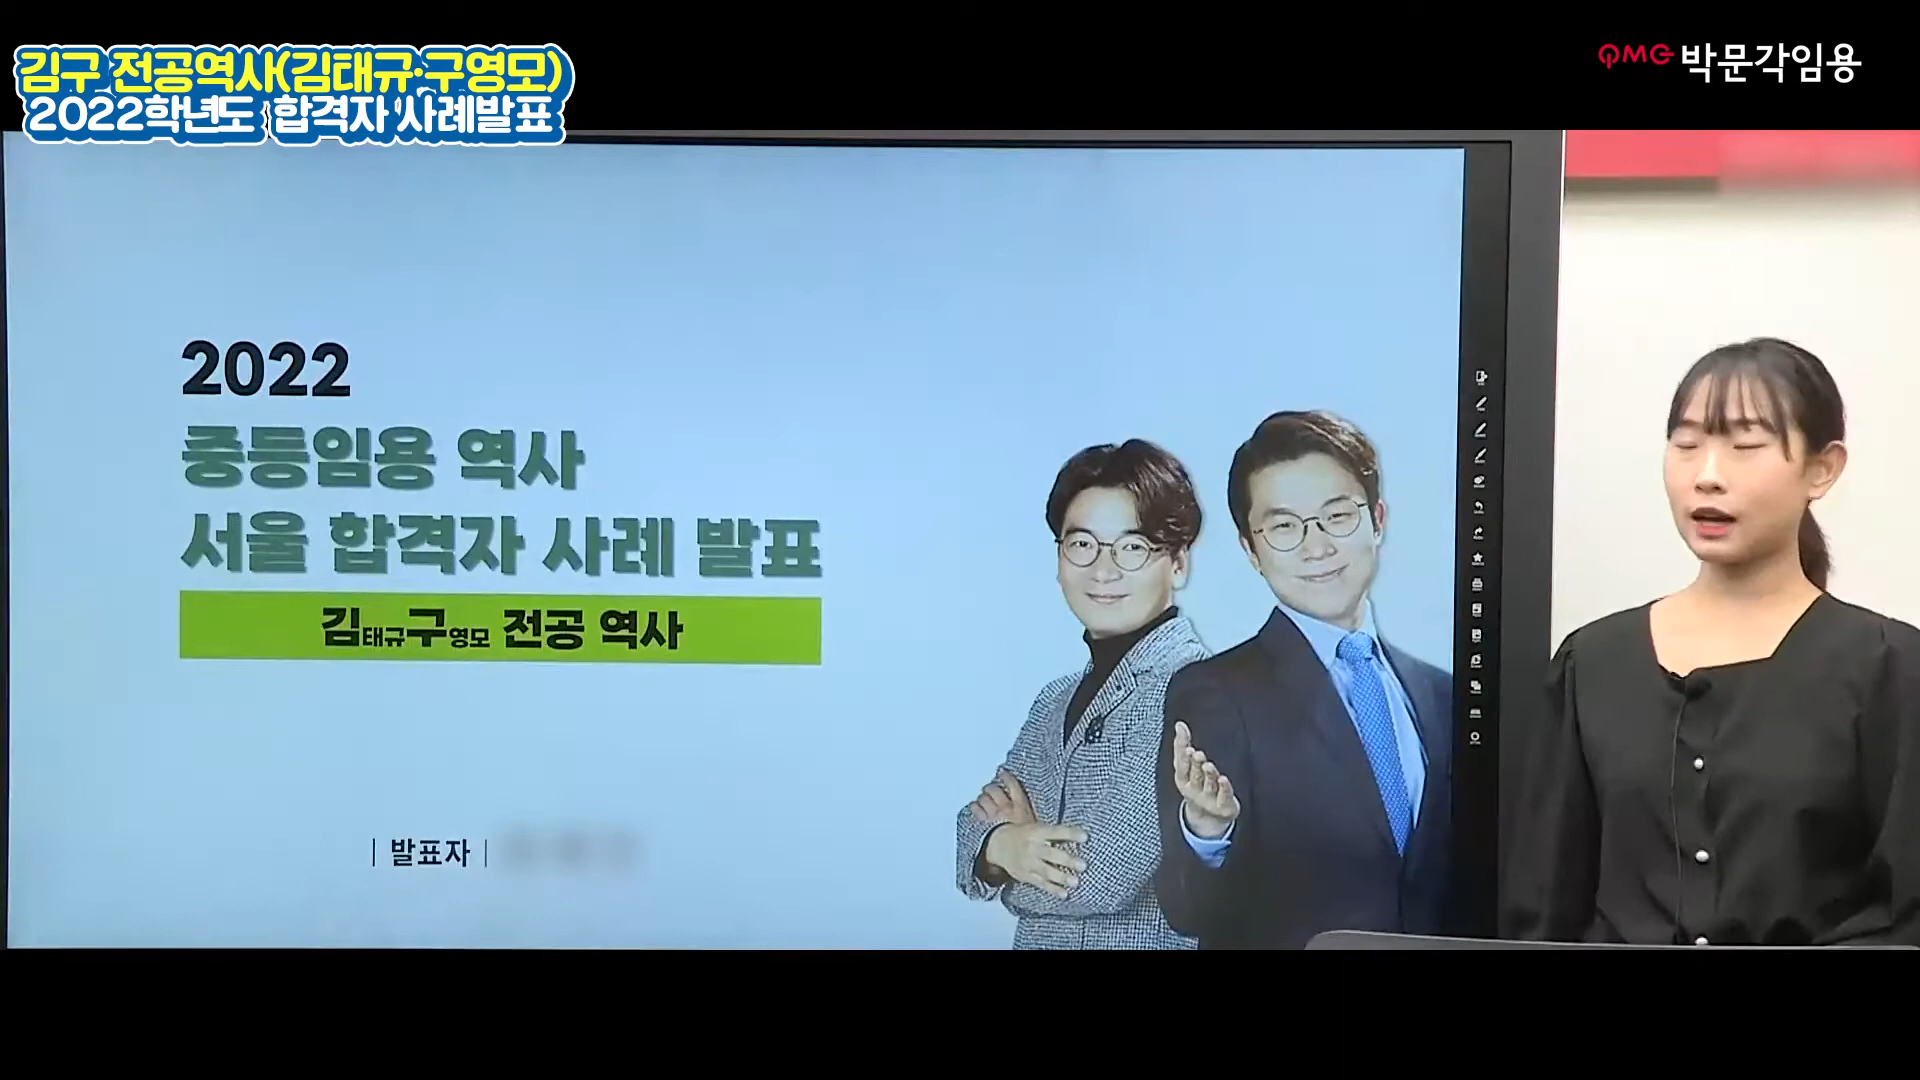 김구 전공역사(김태규·구영모)
2022학년도 합격자 사례발표
PMG 박문각임용
2022
중등임용 역사
서울 합격자 사례 발표
김태규구영모 전공 역사
| 발표자 |